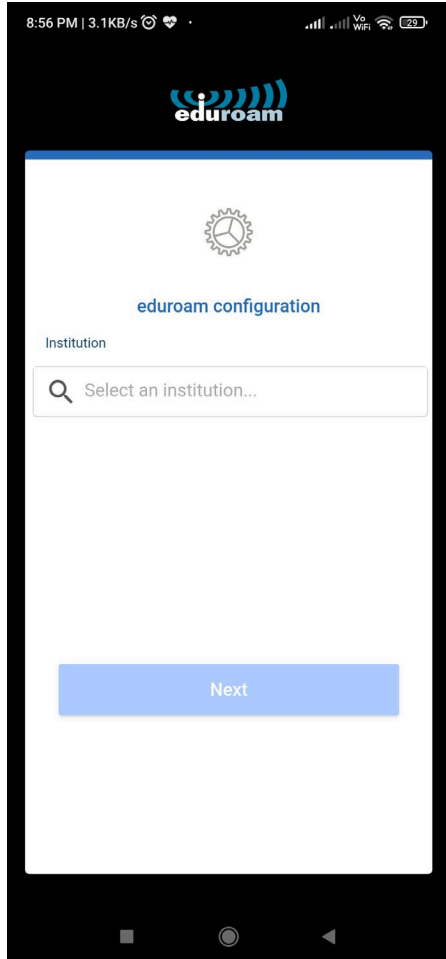 8:56 PM | 3.1KB/s Vo WiFi 29
eduroam
eduroam configuration
Institution
Select an institution...
Next